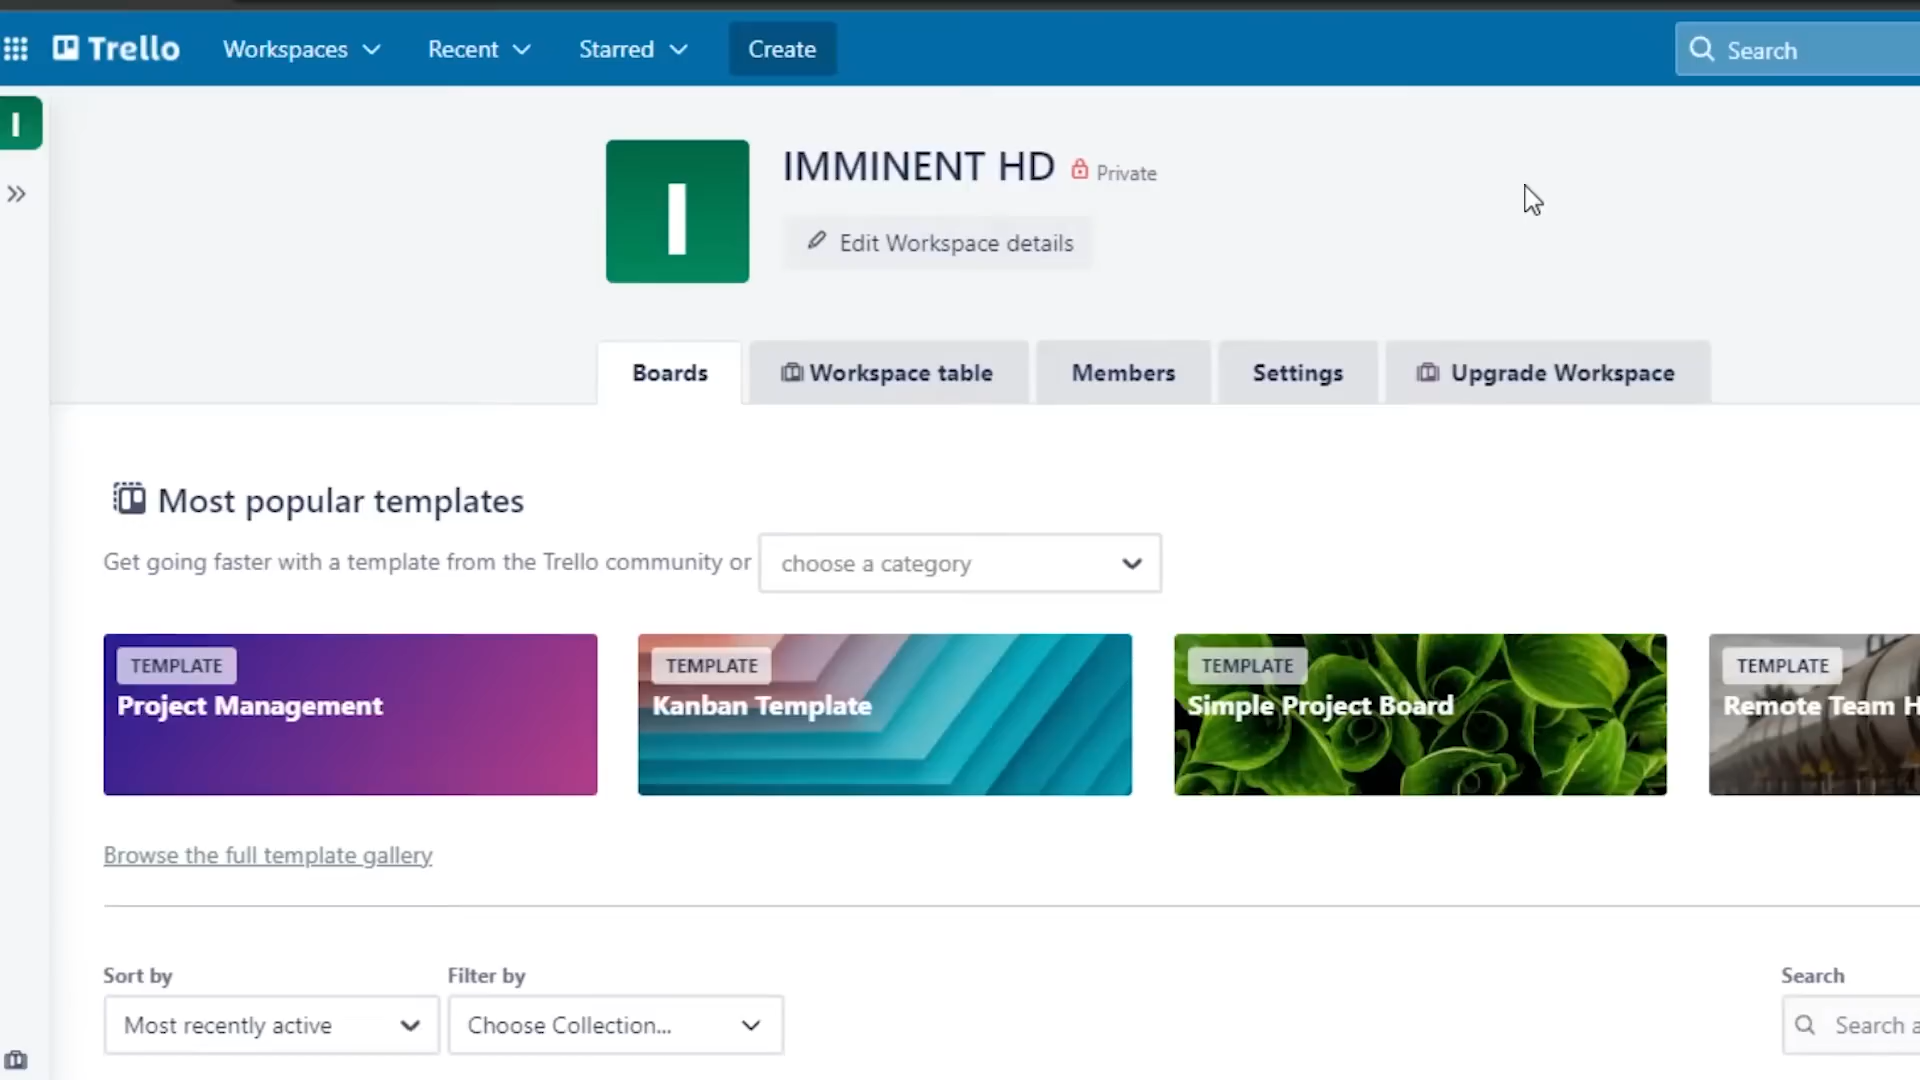 Trello
Workspaces
Recent
Starred
Create
Search
I
I
IMMINENT HD
Private
Edit Workspace details
Boards
Workspace table
Members
Settings
Upgrade Workspace
Most popular templates
Get going faster with a template from the Trello community or
choose a category
TEMPLATE
Project Management
TEMPLATE
Kanban Template
TEMPLATE
Simple Project Board
TEMPLATE
Remote Team H
Browse the full template gallery
Sort by
Filter by
Search
Most recently active
Choose Collection...
Search a